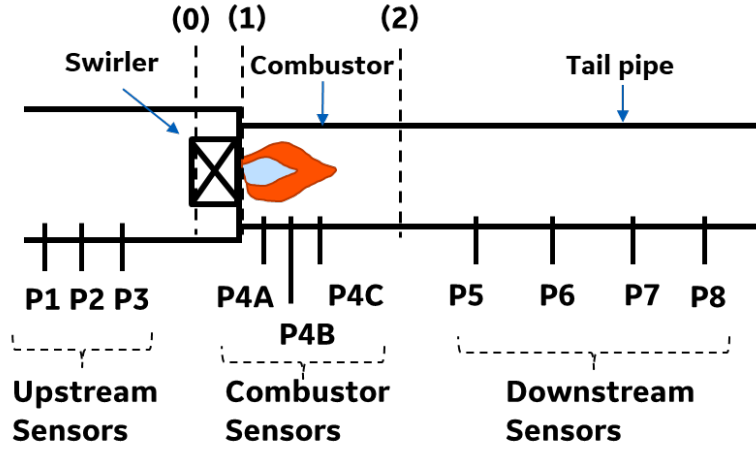 (0) (1) (2)
Swirler Combustor Tail pipe
P1 P2 P3 P4A P4C P5 P6 P7 P8
P4B
Upstream Combustor Downstream
Sensors Sensors Sensors